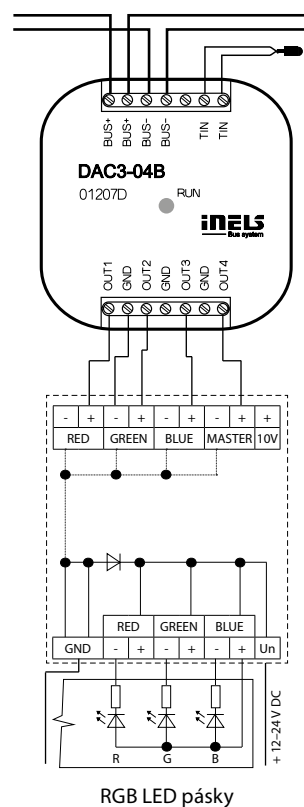 BUS+ BUS+ BUS- BUS- TIN TIN
DAC3-04B
01207D
RUN
iNELS
Bus system
OUT1 GND OUT2 GND OUT3 GND OUT4
- + - + - + - + +
RED GREEN BLUE MASTER 10V
RED GREEN BLUE
GND - + - + - + Un
R G B
+ 12–24 V DC
RGB LED pásky